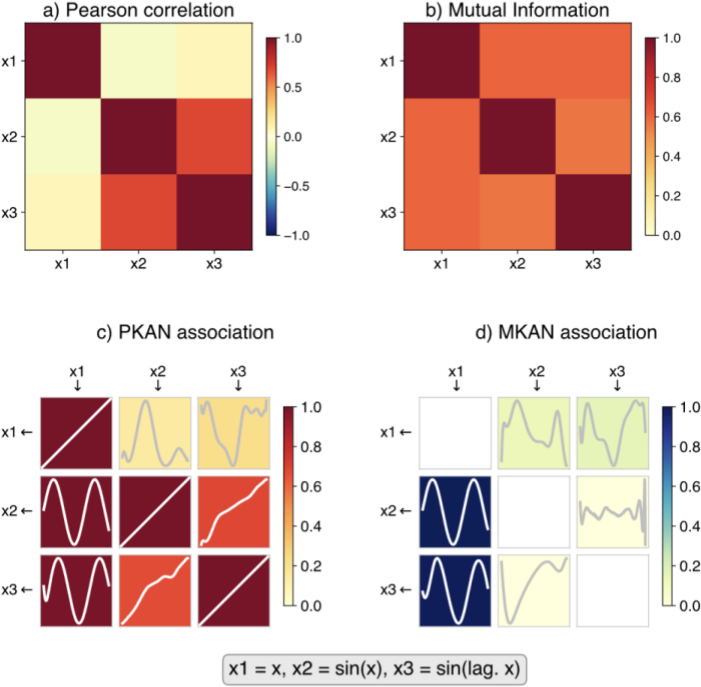 a) Pearson correlation
x1
x2
x3
x1 x2 x3
1.0
0.5
0.0
−0.5
−1.0
b) Mutual Information
x1
x2
x3
x1 x2 x3
1.0
0.8
0.6
0.4
0.2
0.0
c) PKAN association
x1 x2 x3
↓ ↓ ↓
x1 ←
x2 ←
x3 ←
1.0
0.8
0.6
0.4
0.2
0.0
d) MKAN association
x1 x2 x3
↓ ↓ ↓
x1 ←
x2 ←
x3 ←
1.0
0.8
0.6
0.4
0.2
0.0
x1 = x, x2 = sin(x), x3 = sin(lag. x)